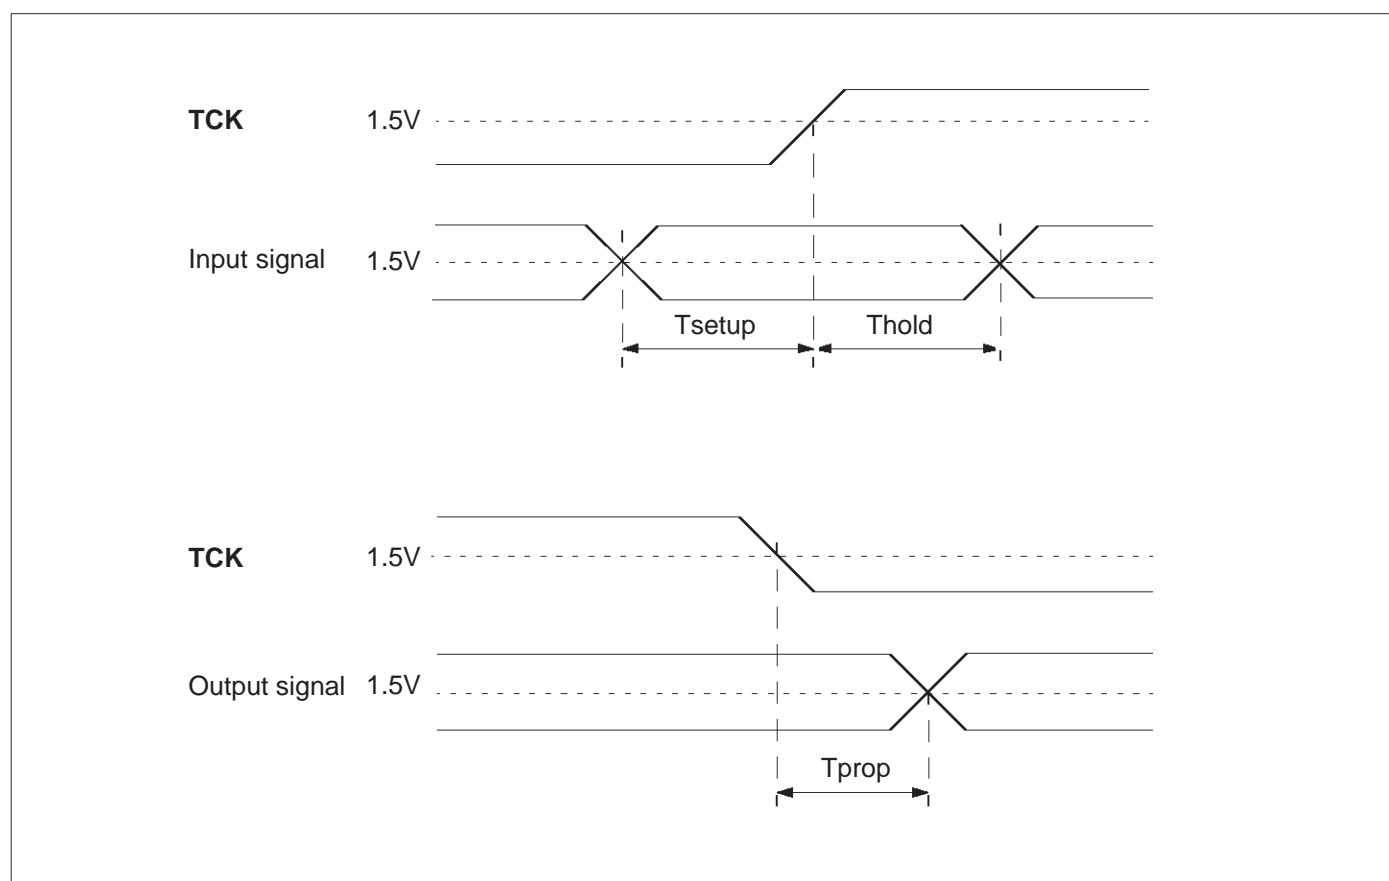 TCK 1.5V
Input signal 1.5V
Tsetup Thold
TCK 1.5V
Output signal 1.5V
Tprop